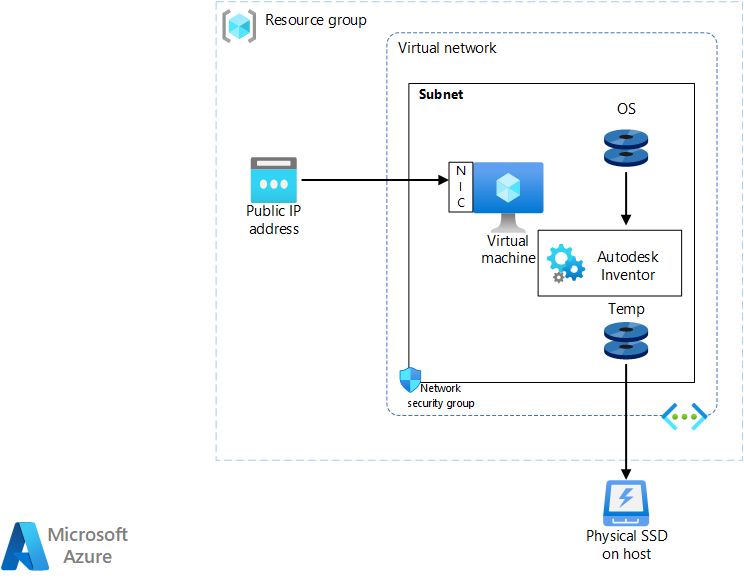 Resource group
Virtual network
Subnet
OS
N
I
C
Public IP
address
Virtual
machine
Autodesk
Inventor
Temp
Network
security group
Physical SSD
on host
Microsoft
Azure